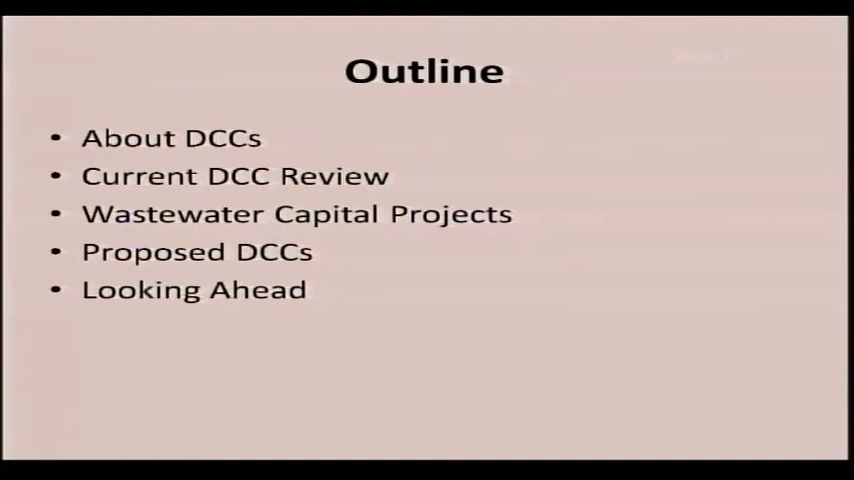 Outline
• About DCCs
• Current DCC Review
• Wastewater Capital Projects
• Proposed DCCs
• Looking Ahead